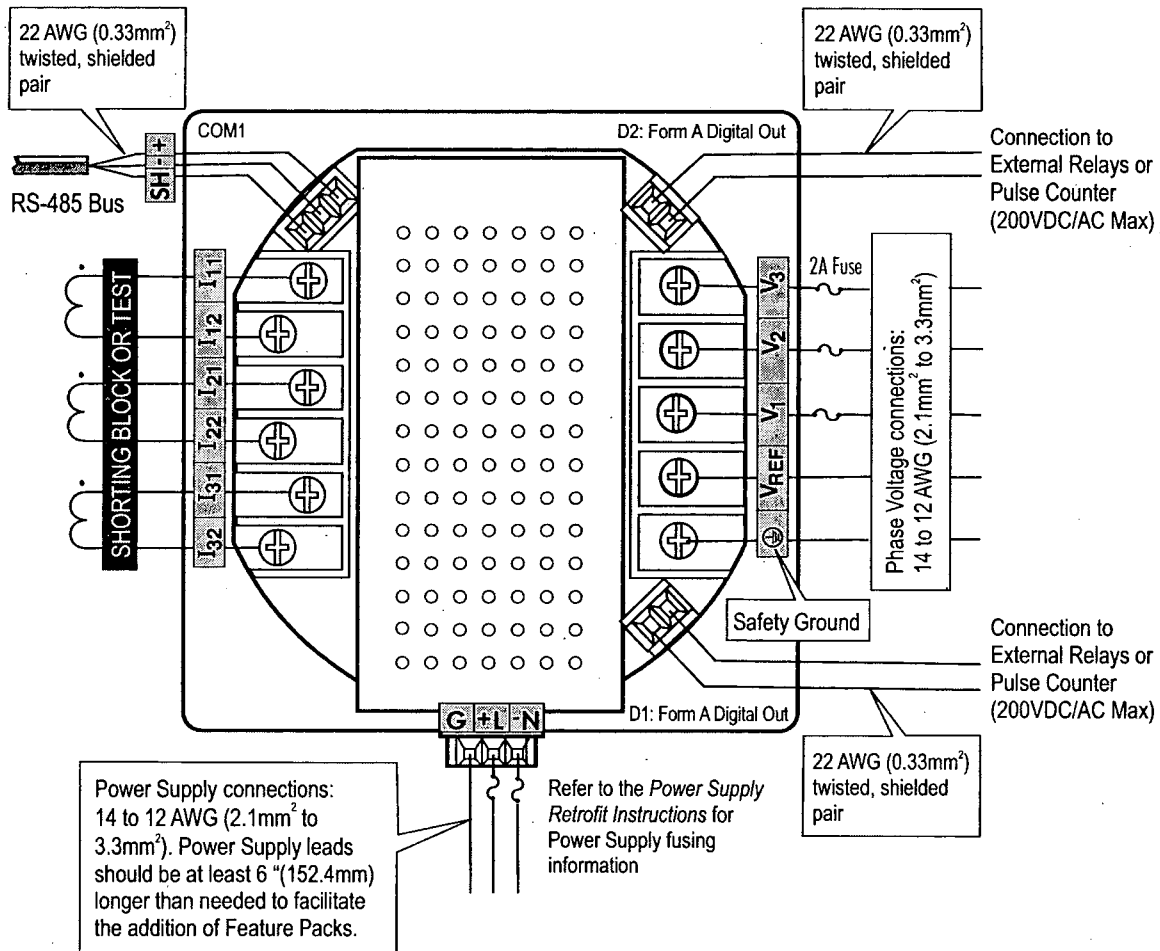 22 AWG (0.33mm²)
twisted, shielded
pair
22 AWG (0.33mm²)
twisted, shielded
pair
COM1
D2: Form A Digital Out
Connection to
External Relays or
Pulse Counter
(200VDC/AC Max)
SH - +
RS-485 Bus
SHORTING BLOCK OR TEST
I11
I12
I21
I22
I31
I32
V3
V2
V1
VREF
2A Fuse
Phase Voltage connections:
14 to 12 AWG (2.1mm² to 3.3mm²)
Safety Ground
Connection to
External Relays or
Pulse Counter
(200VDC/AC Max)
G +L -N
D1: Form A Digital Out
22 AWG (0.33mm²)
twisted, shielded
pair
Power Supply connections:
14 to 12 AWG (2.1mm² to
3.3mm²). Power Supply leads
should be at least 6 "(152.4mm)
longer than needed to facilitate
the addition of Feature Packs.
Refer to the Power Supply
Retrofit Instructions for
Power Supply fusing
information